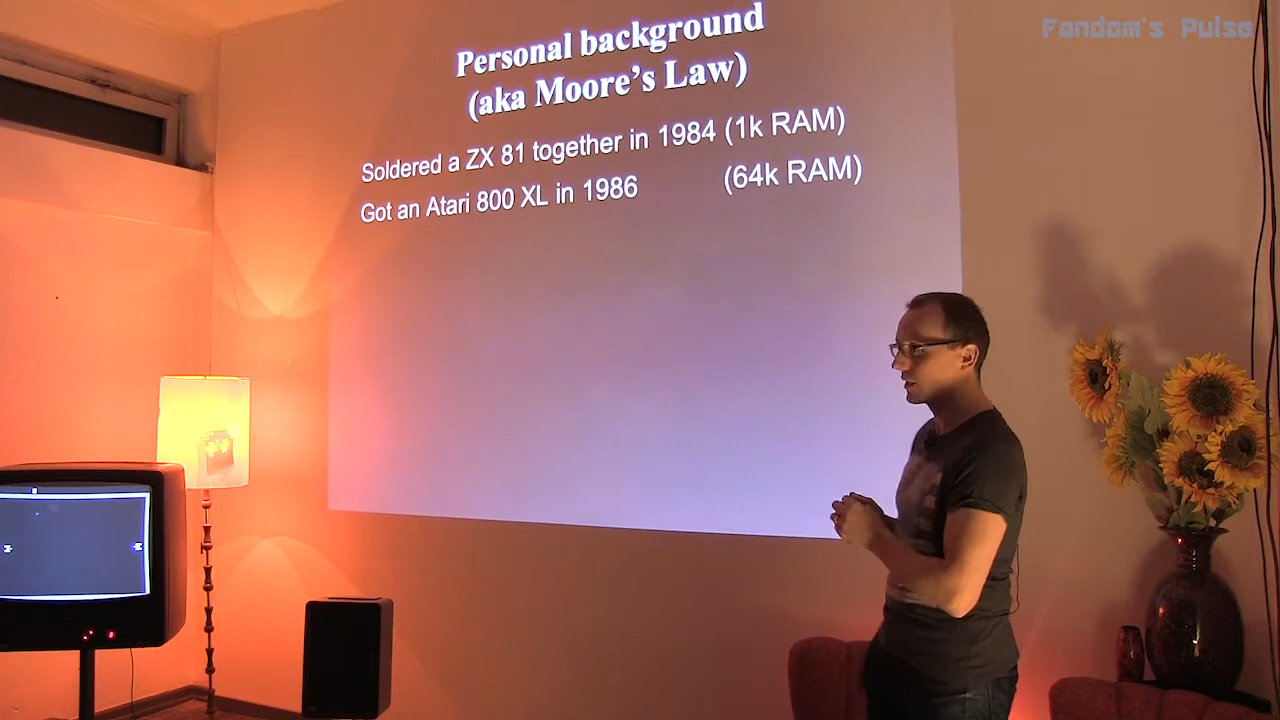 Fandom's Pulse
Personal background
(aka Moore's Law)
Soldered a ZX 81 together in 1984 (1k RAM)
Got an Atari 800 XL in 1986 (64k RAM)